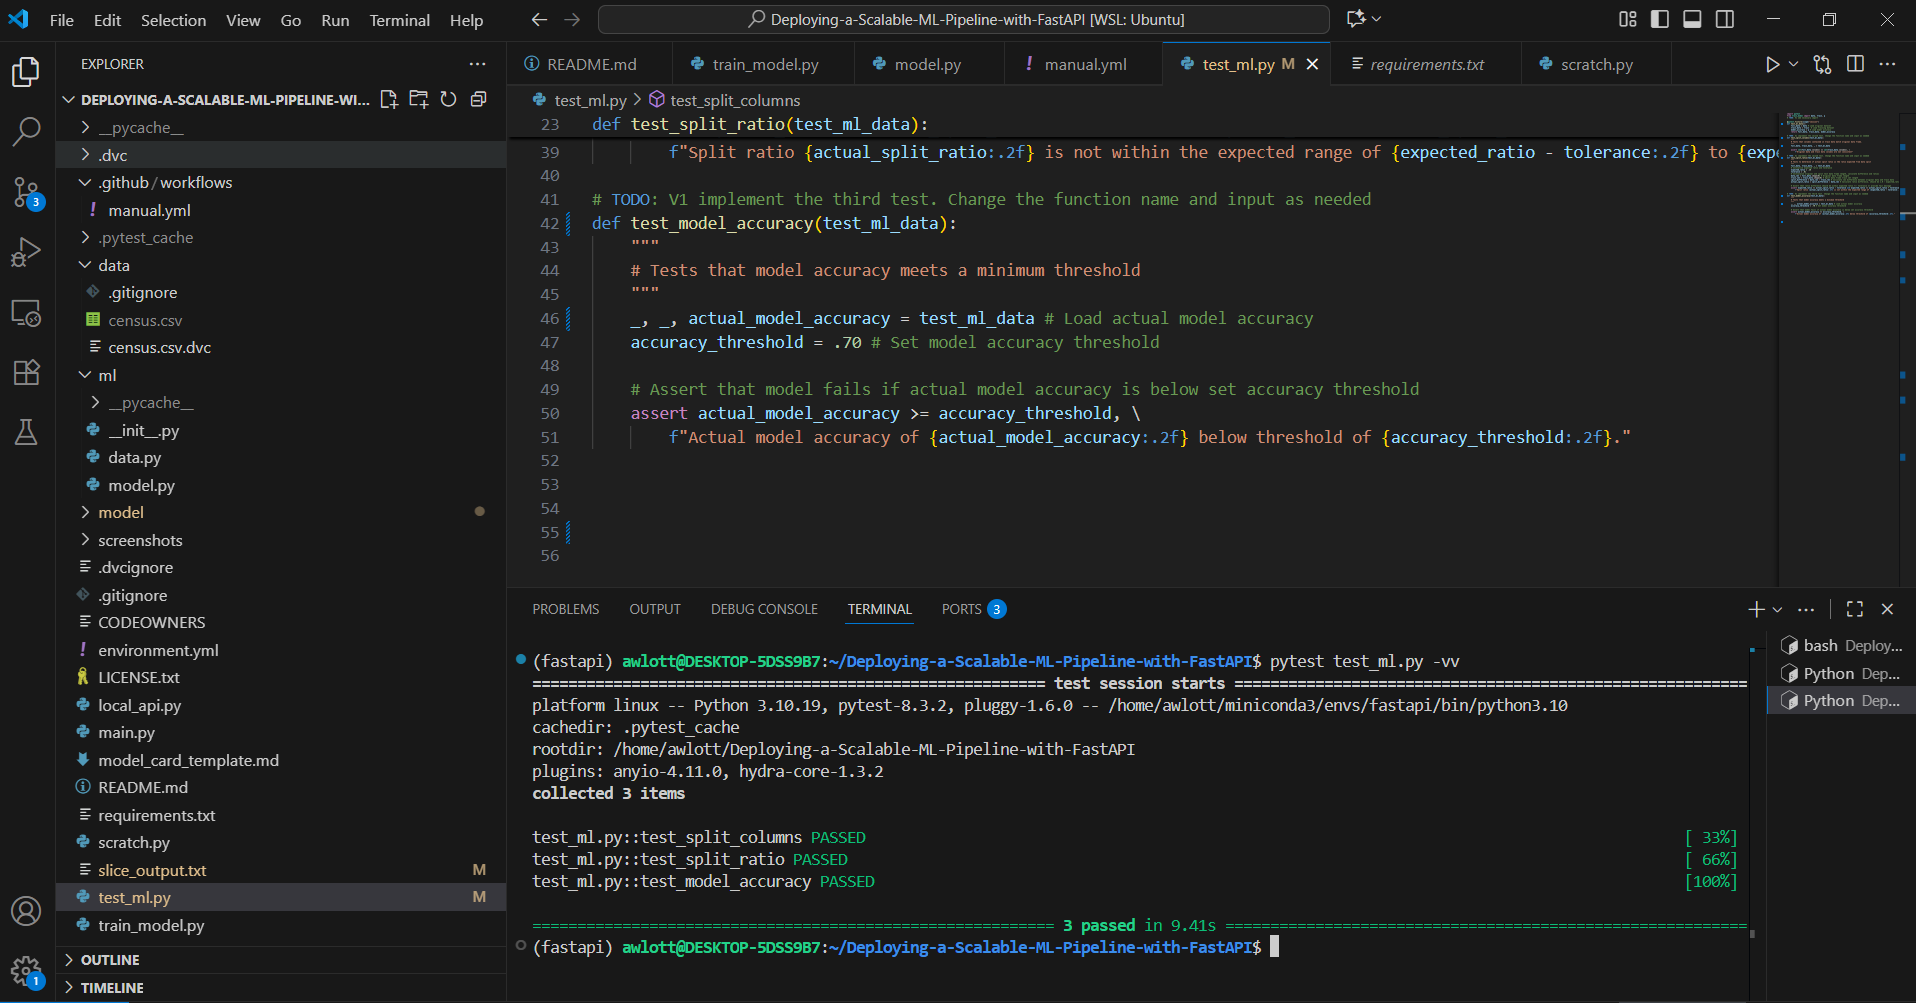 File Edit Selection View Go Run Terminal Help
Deploying-a-Scalable-ML-Pipeline-with-FastAPI [WSL: Ubuntu]
EXPLORER
DEPLOYING-A-SCALABLE-ML-PIPELINE-WI...
__pycache__
.dvc
.github/workflows
manual.yml
.pytest_cache
data
.gitignore
census.csv
census.csv.dvc
ml
__pycache__
__init__.py
data.py
model.py
model
screenshots
.dvcignore
.gitignore
CODEOWNERS
environment.yml
LICENSE.txt
local_api.py
main.py
model_card_template.md
README.md
requirements.txt
scratch.py
slice_output.txt M
test_ml.py M
train_model.py
OUTLINE
TIMELINE
3
1
README.md train_model.py model.py manual.yml test_ml.py M requirements.txt scratch.py
test_ml.py > test_split_columns
23 def test_split_ratio(test_ml_data):
39 f"Split ratio {actual_split_ratio:.2f} is not within the expected range of {expected_ratio - tolerance:.2f} to {expe
40
41 # TODO: V1 implement the third test. Change the function name and input as needed
42 def test_model_accuracy(test_ml_data):
43 """
44 # Tests that model accuracy meets a minimum threshold
45 """
46 _, _, actual_model_accuracy = test_ml_data # Load actual model accuracy
47 accuracy_threshold = .70 # Set model accuracy threshold
48
49 # Assert that model fails if actual model accuracy is below set accuracy threshold
50 assert actual_model_accuracy >= accuracy_threshold, \
51 f"Actual model accuracy of {actual_model_accuracy:.2f} below threshold of {accuracy_threshold:.2f}."
52
53
54
55
56
PROBLEMS OUTPUT DEBUG CONSOLE TERMINAL PORTS 3
(fastapi) awlott@DESKTOP-5DSS9B7:~/Deploying-a-Scalable-ML-Pipeline-with-FastAPI$ pytest test_ml.py -vv
========================================================= test session starts =========================================================
platform linux -- Python 3.10.19, pytest-8.3.2, pluggy-1.6.0 -- /home/awlott/miniconda3/envs/fastapi/bin/python3.10
cachedir: .pytest_cache
rootdir: /home/awlott/Deploying-a-Scalable-ML-Pipeline-with-FastAPI
plugins: anyio-4.11.0, hydra-core-1.3.2
collected 3 items
test_ml.py::test_split_columns PASSED [ 33%]
test_ml.py::test_split_ratio PASSED [ 66%]
test_ml.py::test_model_accuracy PASSED [100%]
========================================================== 3 passed in 9.41s ==========================================================
(fastapi) awlott@DESKTOP-5DSS9B7:~/Deploying-a-Scalable-ML-Pipeline-with-FastAPI$
bash Deploy...
Python Dep...
Python Dep...